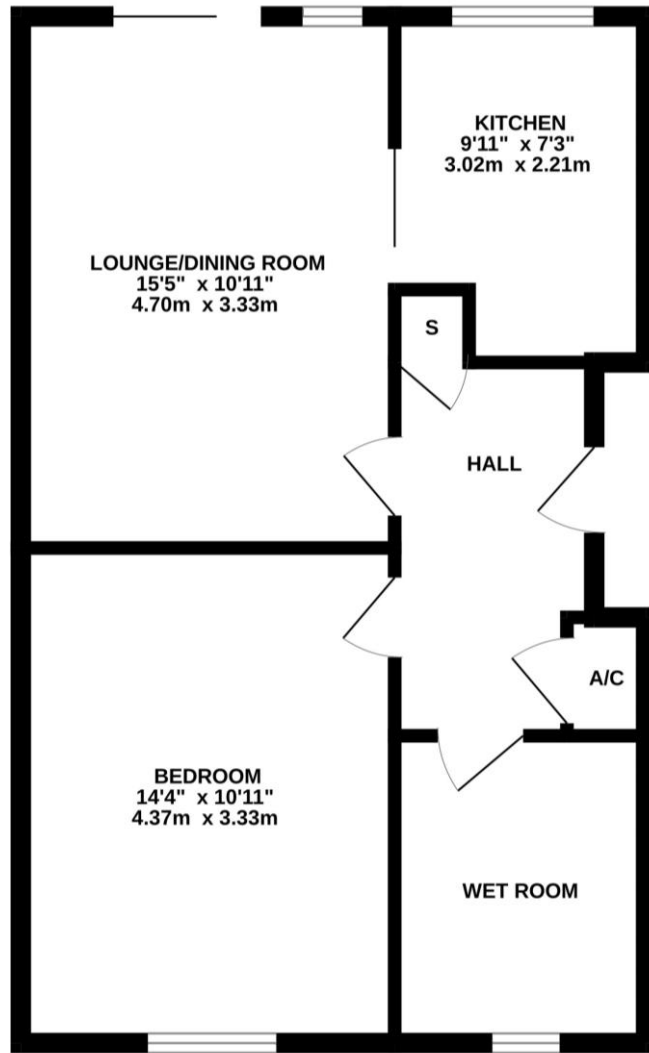 KITCHEN
9'11" x 7'3"
3.02m x 2.21m
LOUNGE/DINING ROOM
15'5" x 10'11"
4.70m x 3.33m
S
HALL
A/C
BEDROOM
14'4" x 10'11"
4.37m x 3.33m
WET ROOM